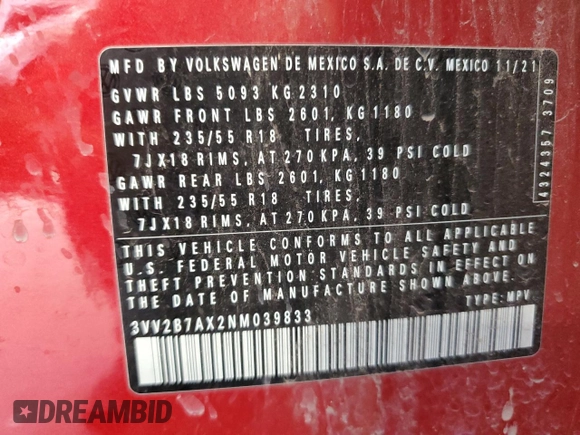 MFD BY VOLKSWAGEN DE MEXICO S.A. DE C.V. MEXICO 11/21
GVWR LBS 5093 KG 2310
GAWR FRONT LBS 2601, KG 1180
WITH 235/55 R18 TIRES,
7JX18 RIMS, AT 270 KPA, 39 PSI COLD
GAWR REAR LBS 2601, KG 1180
WITH 235/55 R18 TIRES,
7JX18 RIMS, AT 270 KPA, 39 PSI COLD
THIS VEHICLE CONFORMS TO ALL APPLICABLE
U.S. FEDERAL MOTOR VEHICLE SAFETY AND
THEFT PREVENTION STANDARDS IN EFFECT ON
THE DATE OF MANUFACTURE SHOWN ABOVE.
3VV2B7AX2NM039833
TYPE: MPV
4324357 3709
DREAMBID